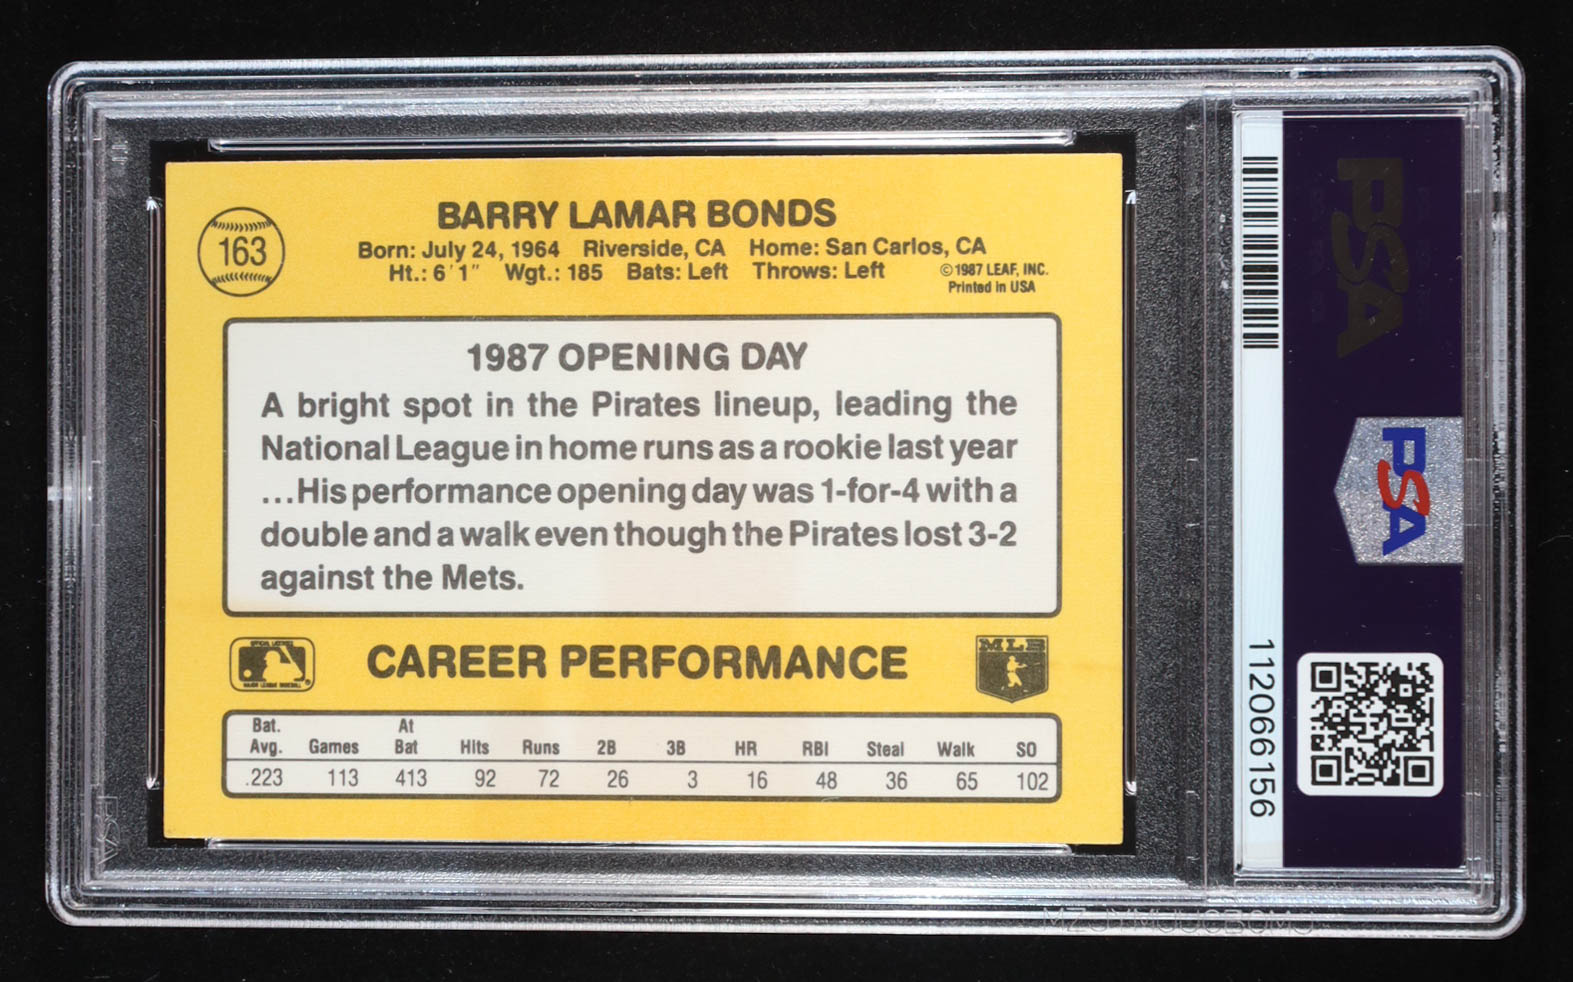 163
BARRY LAMAR BONDS
Born: July 24, 1964 Riverside, CA Home: San Carlos, CA
Ht.: 6'1" Wgt.: 185 Bats: Left Throws: Left
©1987 LEAF, INC.
Printed in USA
1987 OPENING DAY
A bright spot in the Pirates lineup, leading the
National League in home runs as a rookie last year
...His performance opening day was 1-for-4 with a
double and a walk even though the Pirates lost 3-2
against the Mets.
CAREER PERFORMANCE
MLB
Bat. Avg. Games At Bat Hits Runs 2B 3B HR RBI Steal Walk SO
.223 113 413 92 72 26 3 16 48 36 65 102
PSA
PSA
112066156
PSA